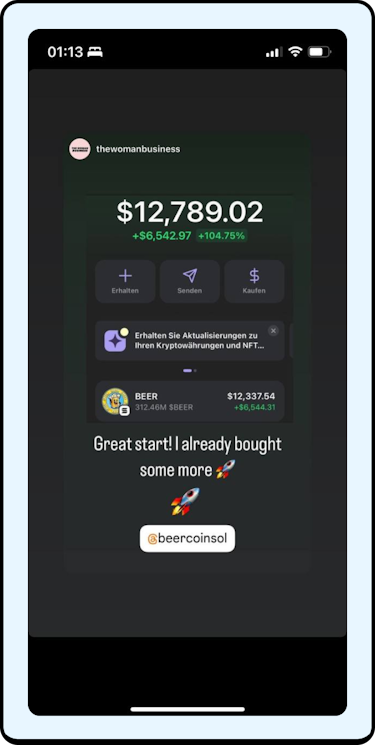 01:13
thewomanbusiness
$12,789.02
+$6,542.97 +104.75%
Erhalten Senden Kaufen
Erhalten Sie Aktualisierungen zu
Ihren Kryptowährungen und NFT...
BEER $12,337.54
312.46M $BEER +$6,544.31
Great start! I already bought
some more 🚀
🚀
@beercoinsol